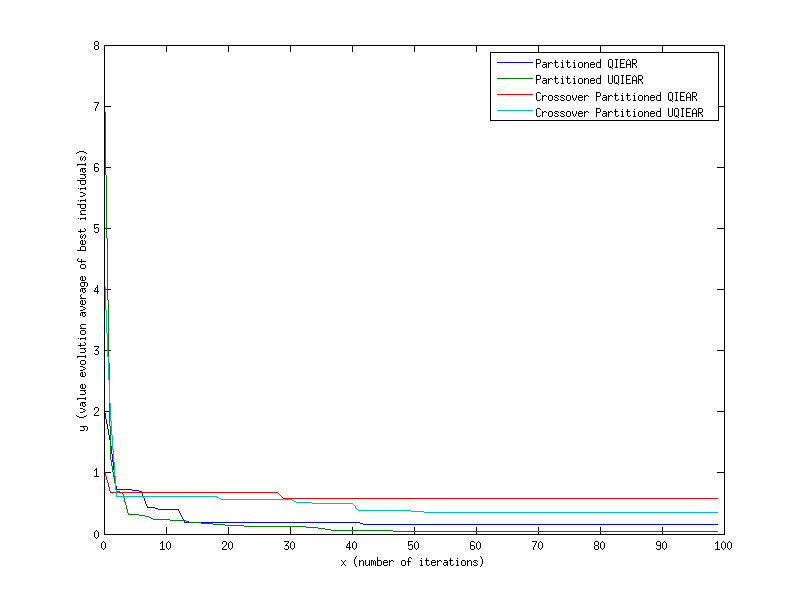 8
7
6
5
4
3
2
1
0
y (value evolution average of best individuals)
Partitioned QIEAR
Partitioned UQIEAR
Crossover Partitioned QIEAR
Crossover Partitioned UQIEAR
0 10 20 30 40 50 60 70 80 90 100
x (number of iterations)